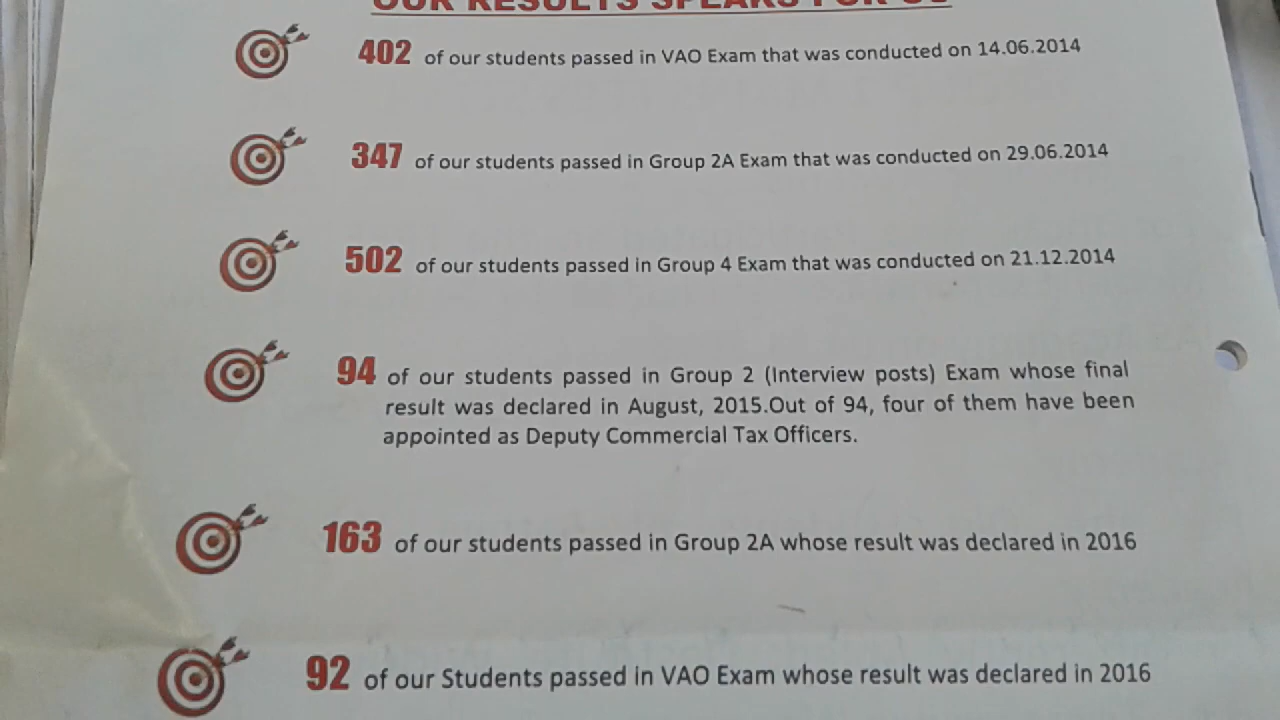 OUR RESULTS SPEAKS FOR US
402 of our students passed in VAO Exam that was conducted on 14.06.2014
347 of our students passed in Group 2A Exam that was conducted on 29.06.2014
502 of our students passed in Group 4 Exam that was conducted on 21.12.2014
94 of our students passed in Group 2 (Interview posts) Exam whose final
result was declared in August, 2015.Out of 94, four of them have been
appointed as Deputy Commercial Tax Officers.
163 of our students passed in Group 2A whose result was declared in 2016
92 of our Students passed in VAO Exam whose result was declared in 2016